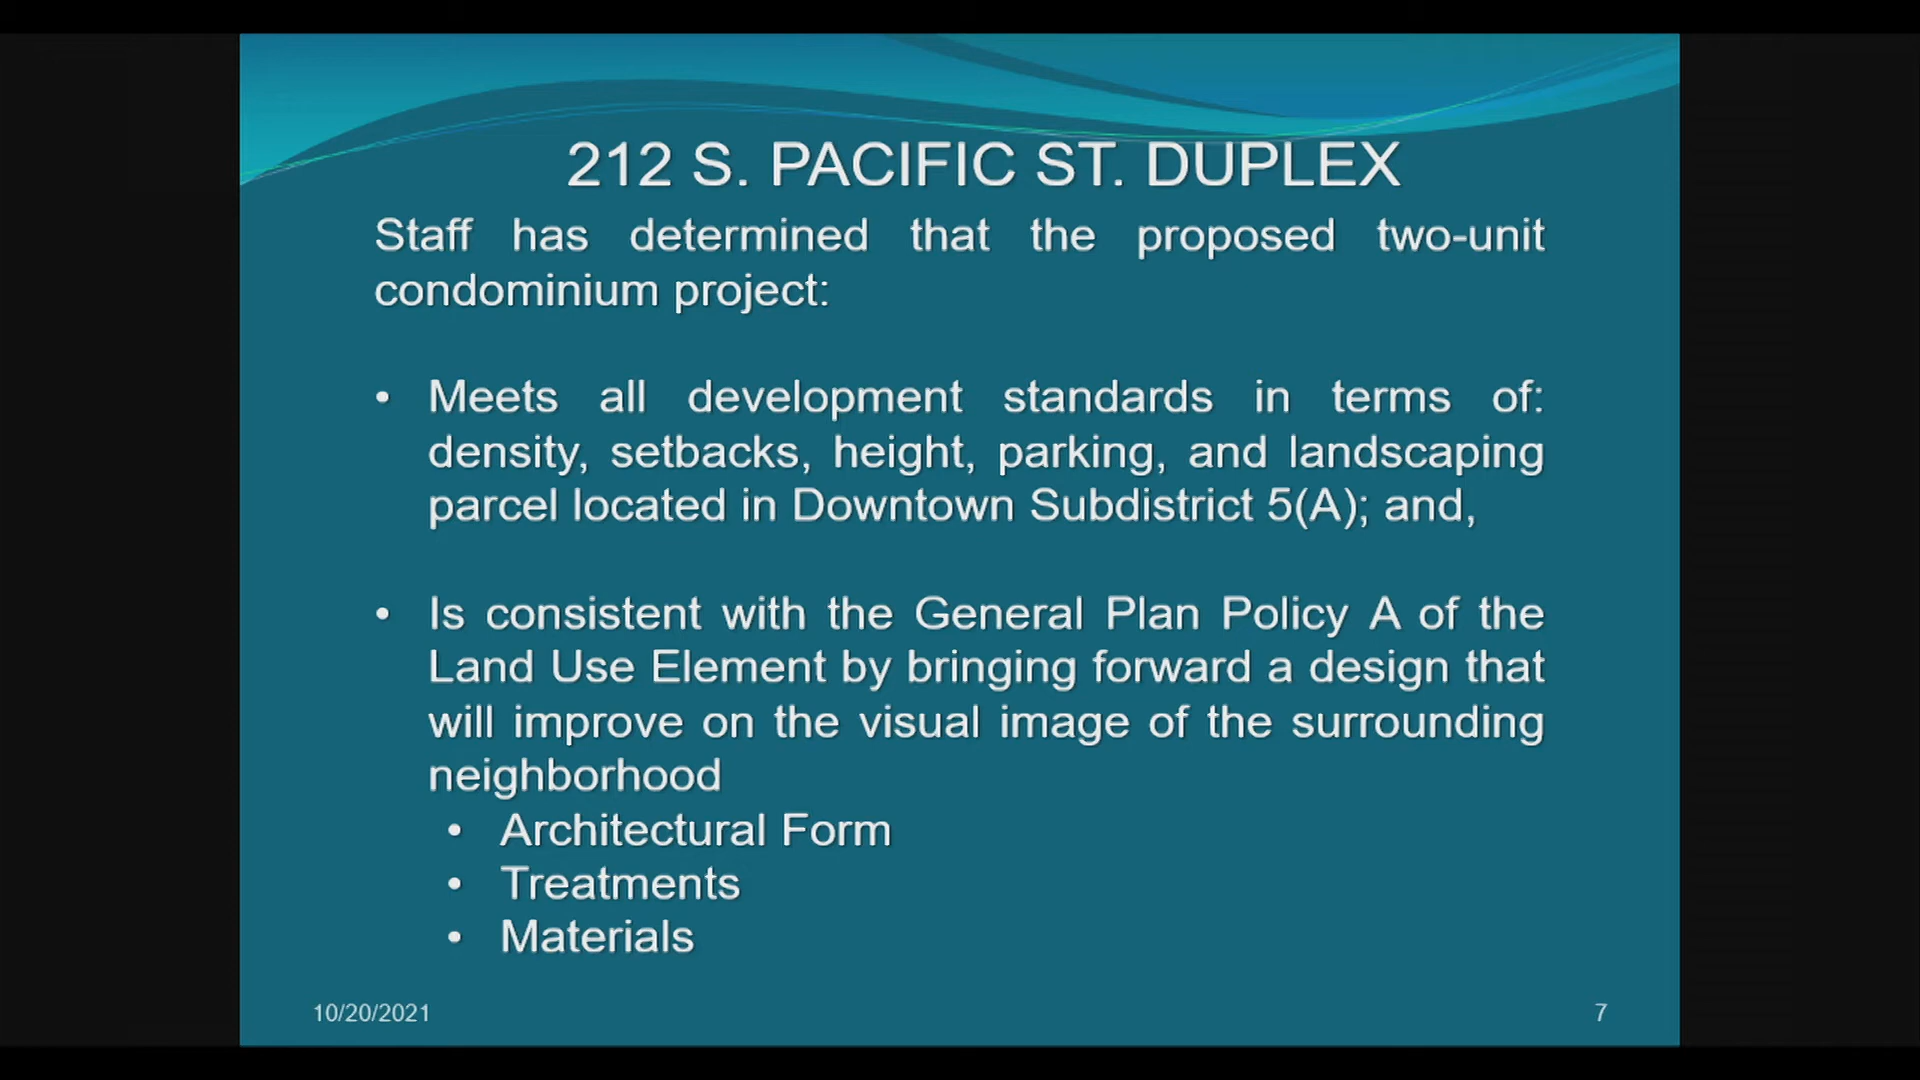 212 S. PACIFIC ST. DUPLEX
Staff has determined that the proposed two-unit
condominium project:
• Meets all development standards in terms of:
density, setbacks, height, parking, and landscaping
parcel located in Downtown Subdistrict 5(A); and,
• Is consistent with the General Plan Policy A of the
Land Use Element by bringing forward a design that
will improve on the visual image of the surrounding
neighborhood
• Architectural Form
• Treatments
• Materials
10/20/2021
7